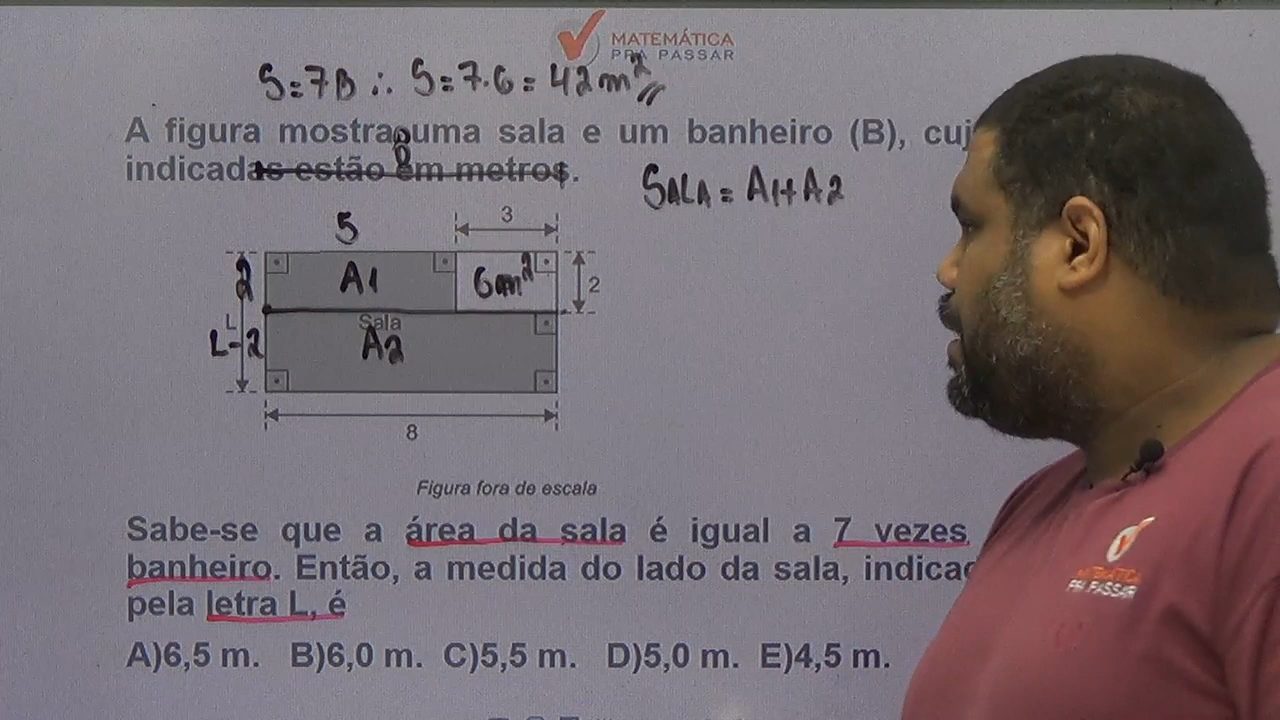 MATEMÁTICA
PRA PASSAR
S=7B ∴ S=7.6=42m²
A figura mostra uma sala e um banheiro (B),
indicadas estão em metros.
SALA = A1+A2
5
3
2
A1
6m²
2
L
Sala
L-2
A2
8
Figura fora de escala
Sabe-se que a área da sala é igual a 7 vezes
banheiro. Então, a medida do lado da sala,
pela letra L, é
A)6,5 m. B)6,0 m. C)5,5 m. D)5,0 m. E)4,5 m.
MATEMÁTICA
PRA PASSAR